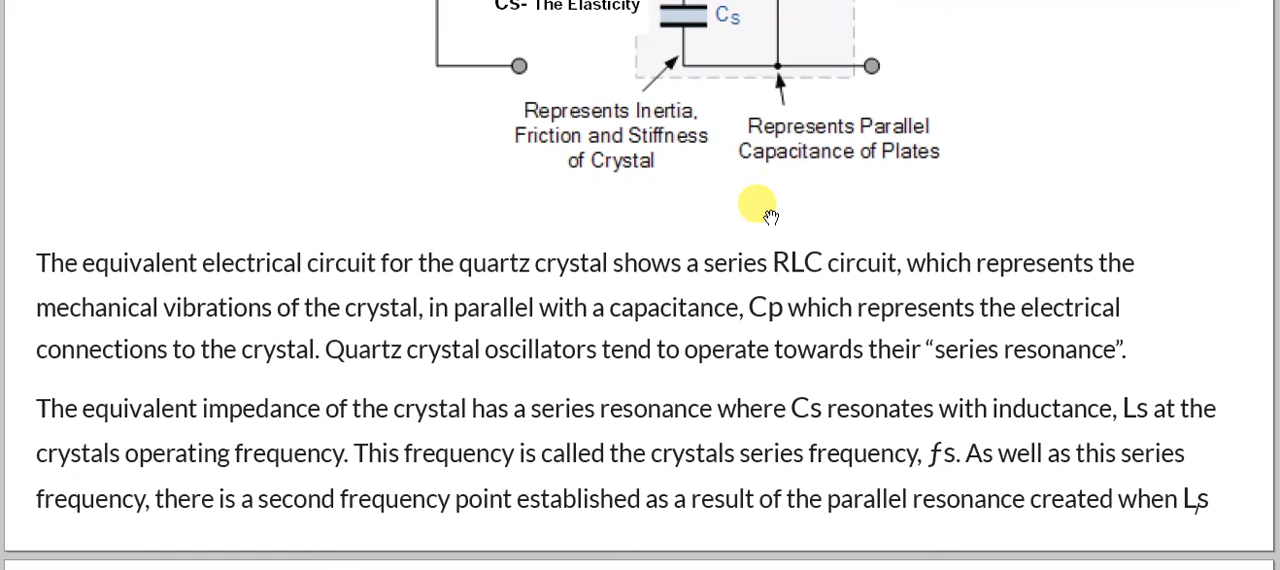 Cs- The Elasticity
Cs
Represents Inertia,
Friction and Stiffness
of Crystal
Represents Parallel
Capacitance of Plates
The equivalent electrical circuit for the quartz crystal shows a series RLC circuit, which represents the
mechanical vibrations of the crystal, in parallel with a capacitance, Cp which represents the electrical
connections to the crystal. Quartz crystal oscillators tend to operate towards their “series resonance”.
The equivalent impedance of the crystal has a series resonance where Cs resonates with inductance, Ls at the
crystals operating frequency. This frequency is called the crystals series frequency, ƒs. As well as this series
frequency, there is a second frequency point established as a result of the parallel resonance created when Ls